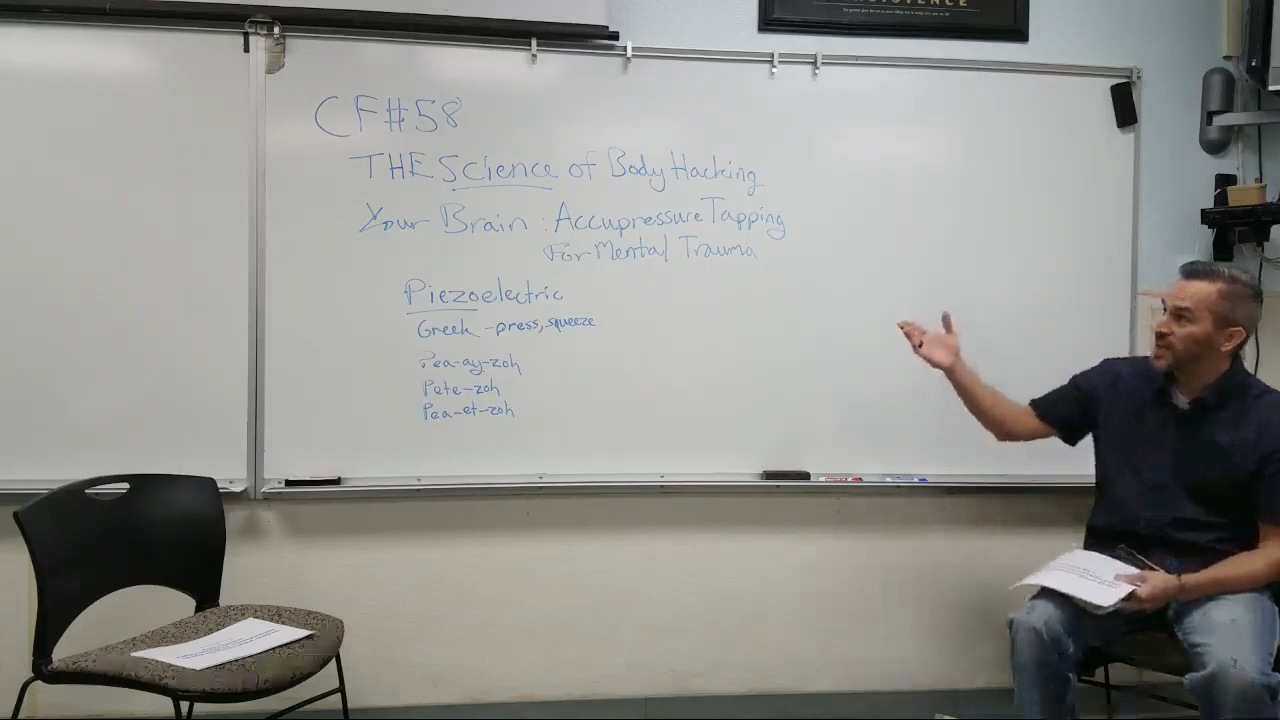 CF#58
THE Science of Body Hacking
Your Brain: Accupressure Tapping
For Mental Trauma
Piezoelectric
Greek - press, squeeze
Pea-ay-zoh
Pete-zoh
Pea-et-zoh